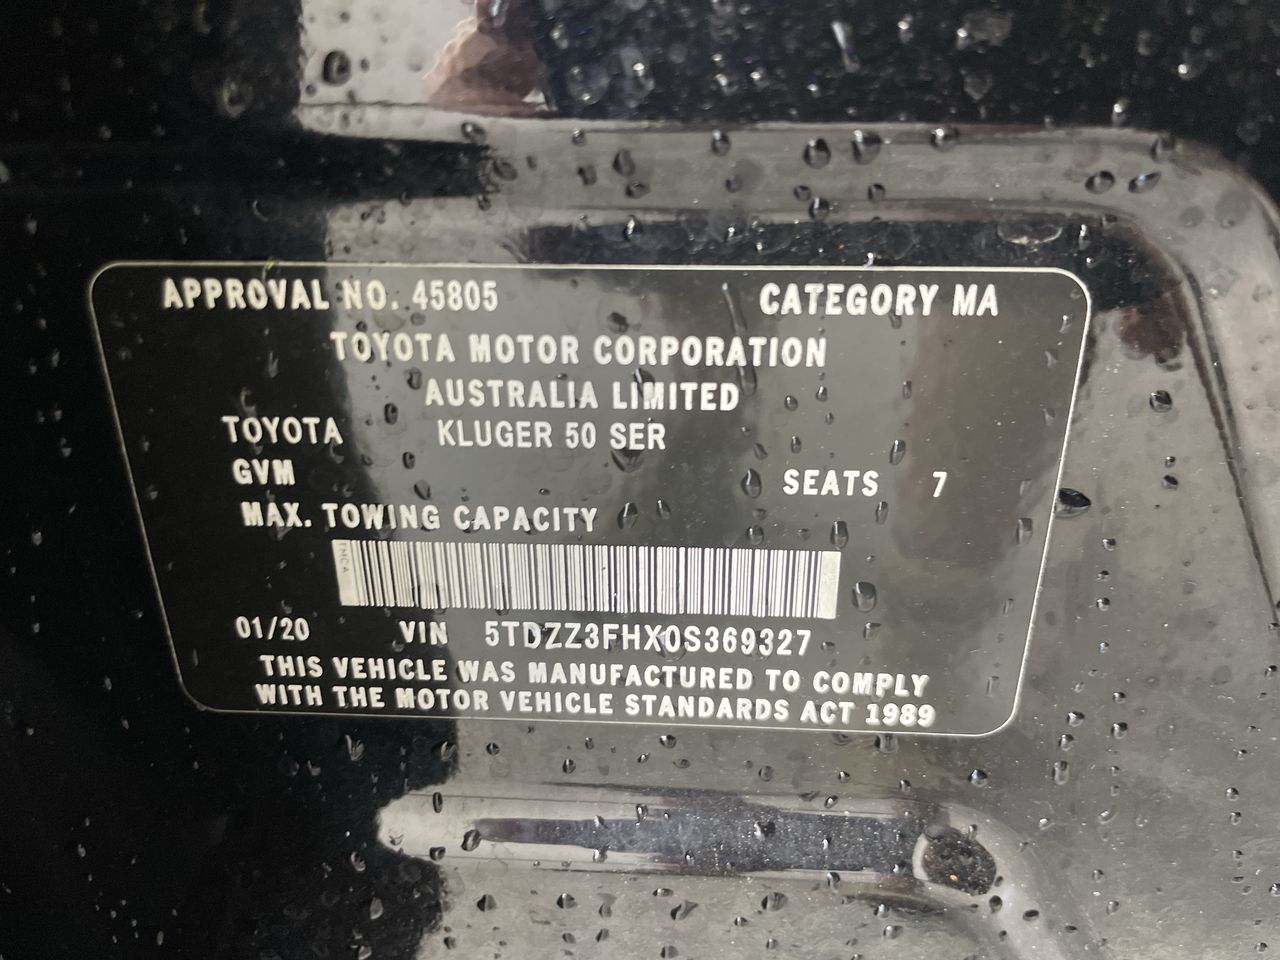 APPROVAL NO. 45805 CATEGORY MA
TOYOTA MOTOR CORPORATION
AUSTRALIA LIMITED
TOYOTA KLUGER 50 SER
GVM SEATS 7
MAX. TOWING CAPACITY
TMCA
01/20 VIN 5TDZZ3FHX0S369327
THIS VEHICLE WAS MANUFACTURED TO COMPLY
WITH THE MOTOR VEHICLE STANDARDS ACT 1989